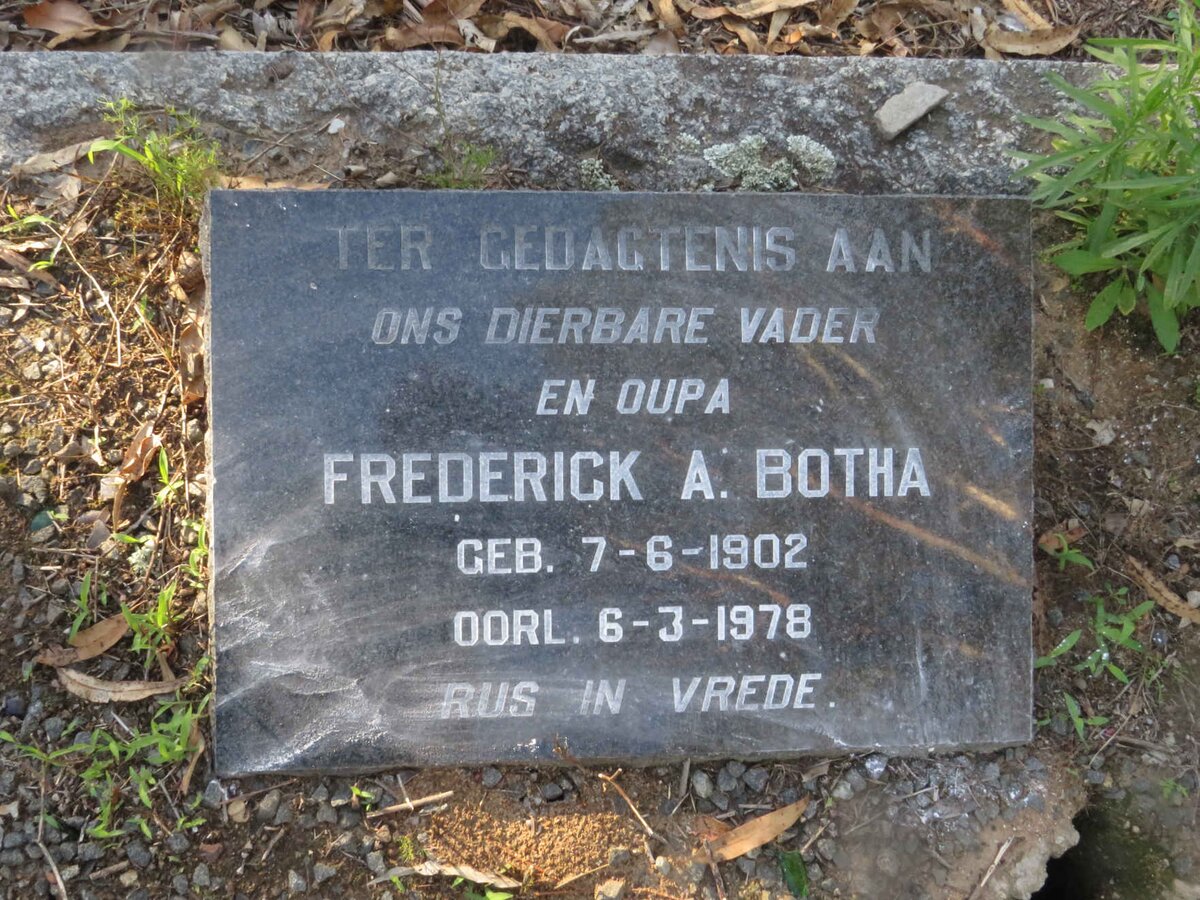 TER GEDAGTENIS AAN
ONS DIERBARE VADER
EN OUPA
FREDERICK A. BOTHA
GEB. 7-6-1902
OORL. 6-3-1978
RUS IN VREDE.